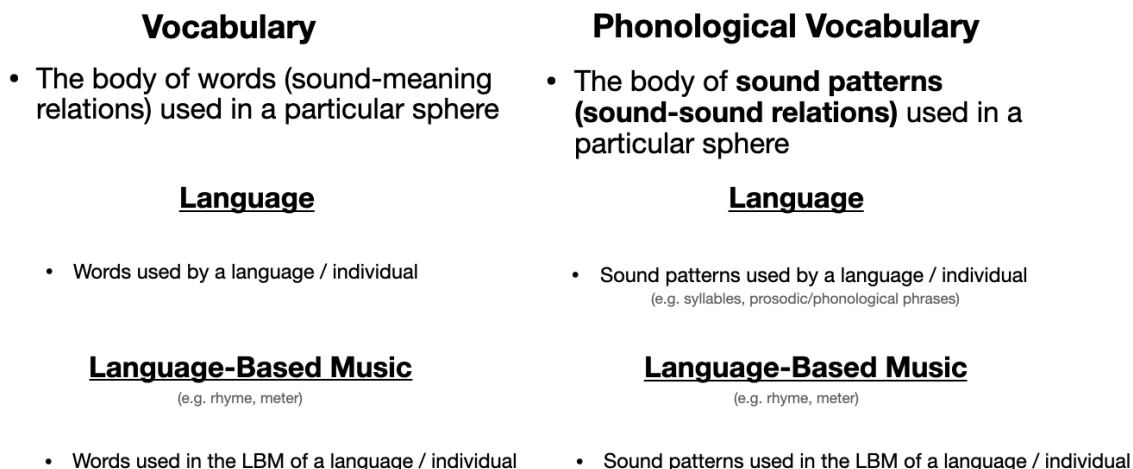 Vocabulary
• The body of words (sound-meaning
relations) used in a particular sphere
Language
• Words used by a language / individual
Language-Based Music
(e.g. rhyme, meter)
• Words used in the LBM of a language / individual
Phonological Vocabulary
• The body of sound patterns
(sound-sound relations) used in a
particular sphere
Language
• Sound patterns used by a language / individual
(e.g. syllables, prosodic/phonological phrases)
Language-Based Music
(e.g. rhyme, meter)
• Sound patterns used in the LBM of a language / individual